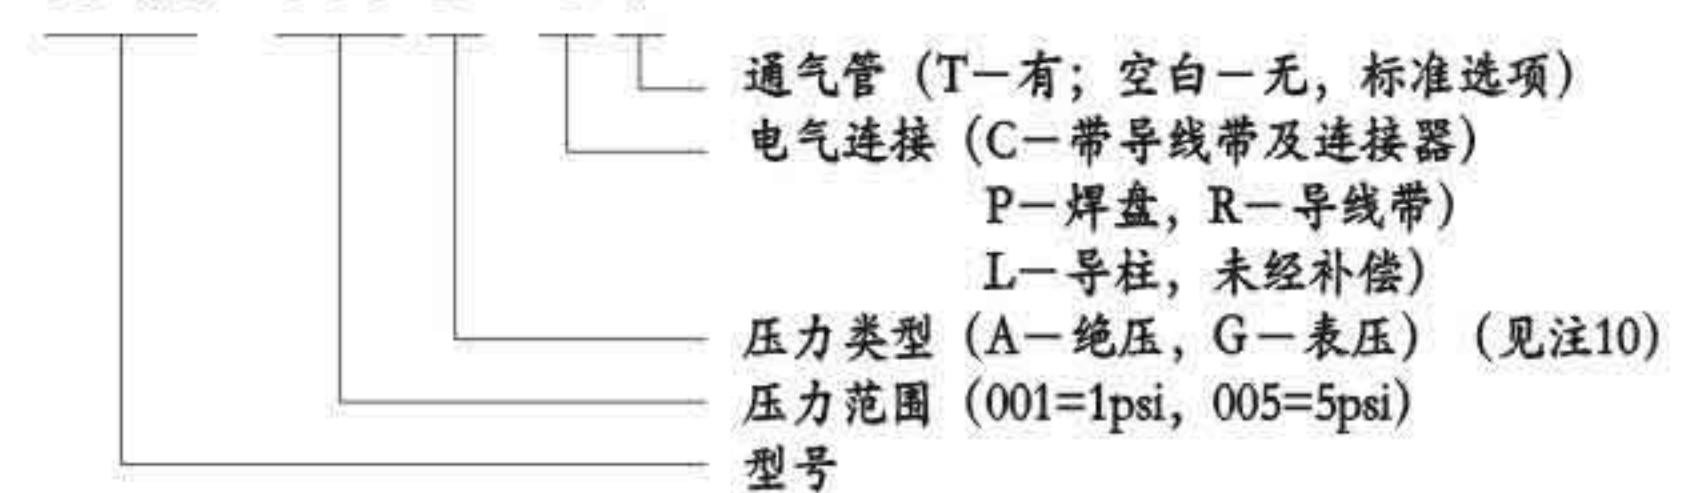 通气管（T－有；空白－无，标准选项）
电气连接（C－带导线带及连接器）
P－焊盘，R－导线带）
L－导柱，未经补偿）
压力类型（A－绝压，G－表压）（见注10）
压力范围（001=1psi，005=5psi）
型号